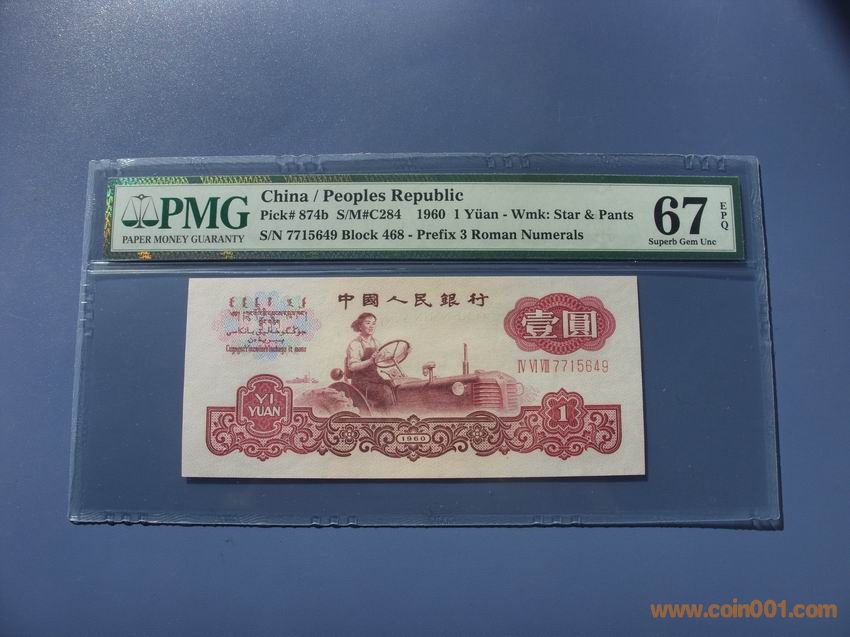 PMG
PAPER MONEY GUARANTY
China / Peoples Republic
Pick# 874b S/M#C284 1960 1 Yüan - Wmk: Star & Pants
S/N 7715649 Block 468 - Prefix 3 Roman Numerals
67 EPQ
Superb Gem Unc
中國人民銀行
壹圓
IV VI VIII 7715649
YI
YUAN
1960
1
www.coin001.com